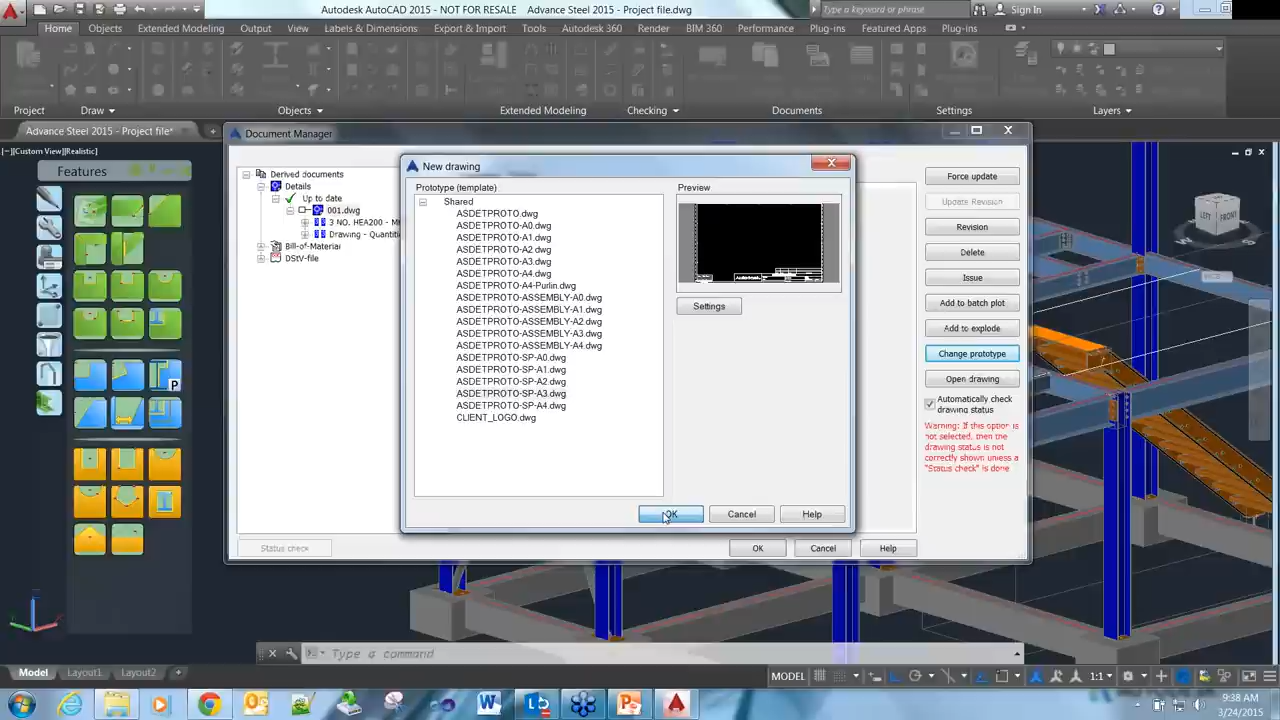 Autodesk AutoCAD 2015 - NOT FOR RESALE Advance Steel 2015 - Project file.dwg
Type a keyword or phrase
Sign In
Home Objects Extended Modeling Output View Labels & Dimensions Export & Import Tools Autodesk 360 Render BIM 360 Performance Plug-ins Featured Apps Plug-ins
Project Draw Objects Extended Modeling Checking Documents Settings Layers
Advance Steel 2015 - Project file*
[−][Custom View][Realistic]
Features
P
Document Manager
Derived documents
Details
Up to date
001.dwg
3 NO. HEA200 - M
Drawing - Quantiti
Bill-of-Material
DStV-file
New drawing
Prototype (template)
Preview
Shared
ASDETPROTO.dwg
ASDETPROTO-A0.dwg
ASDETPROTO-A1.dwg
ASDETPROTO-A2.dwg
ASDETPROTO-A3.dwg
ASDETPROTO-A4.dwg
ASDETPROTO-A4-Purlin.dwg
ASDETPROTO-ASSEMBLY-A0.dwg
ASDETPROTO-ASSEMBLY-A1.dwg
ASDETPROTO-ASSEMBLY-A2.dwg
ASDETPROTO-ASSEMBLY-A3.dwg
ASDETPROTO-ASSEMBLY-A4.dwg
ASDETPROTO-SP-A0.dwg
ASDETPROTO-SP-A1.dwg
ASDETPROTO-SP-A2.dwg
ASDETPROTO-SP-A3.dwg
ASDETPROTO-SP-A4.dwg
CLIENT_LOGO.dwg
Settings
OK Cancel Help
Force update
Update Revision
Revision
Delete
Issue
Add to batch plot
Add to explode
Change prototype
Open drawing
Automatically check
drawing status
Warning: If this option is
not selected, then the
drawing status is not
correctly shown unless a
"Status check" is done
Status check
OK Cancel Help
LEFT FRONT
Type a command
Model Layout1 Layout2 +
MODEL
1:1
9:38 AM
3/24/2015